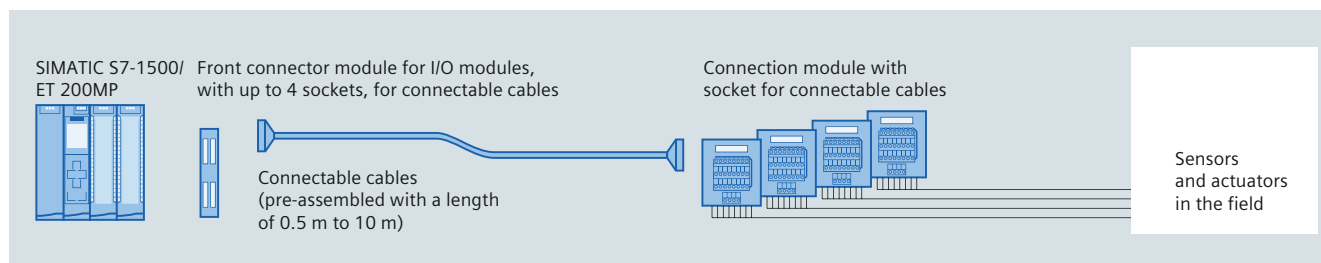 SIMATIC S7-1500/
ET 200MP
Front connector module for I/O modules,
with up to 4 sockets, for connectable cables
Connectable cables
(pre-assembled with a length
of 0.5 m to 10 m)
Connection module with
socket for connectable cables
Sensors
and actuators
in the field